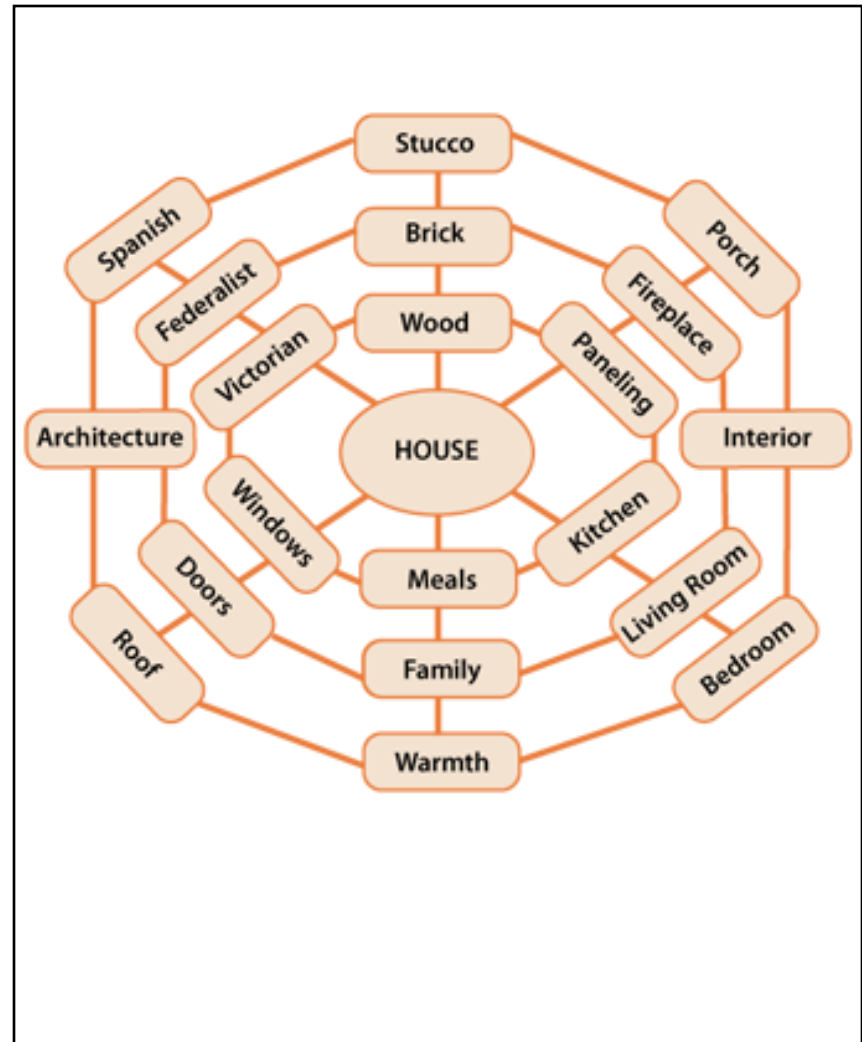 Stucco
Spanish
Porch
Brick
Federalist
Fireplace
Wood
Victorian
Paneling
Architecture
HOUSE
Interior
Windows
Kitchen
Doors
Meals
Living Room
Roof
Family
Bedroom
Warmth